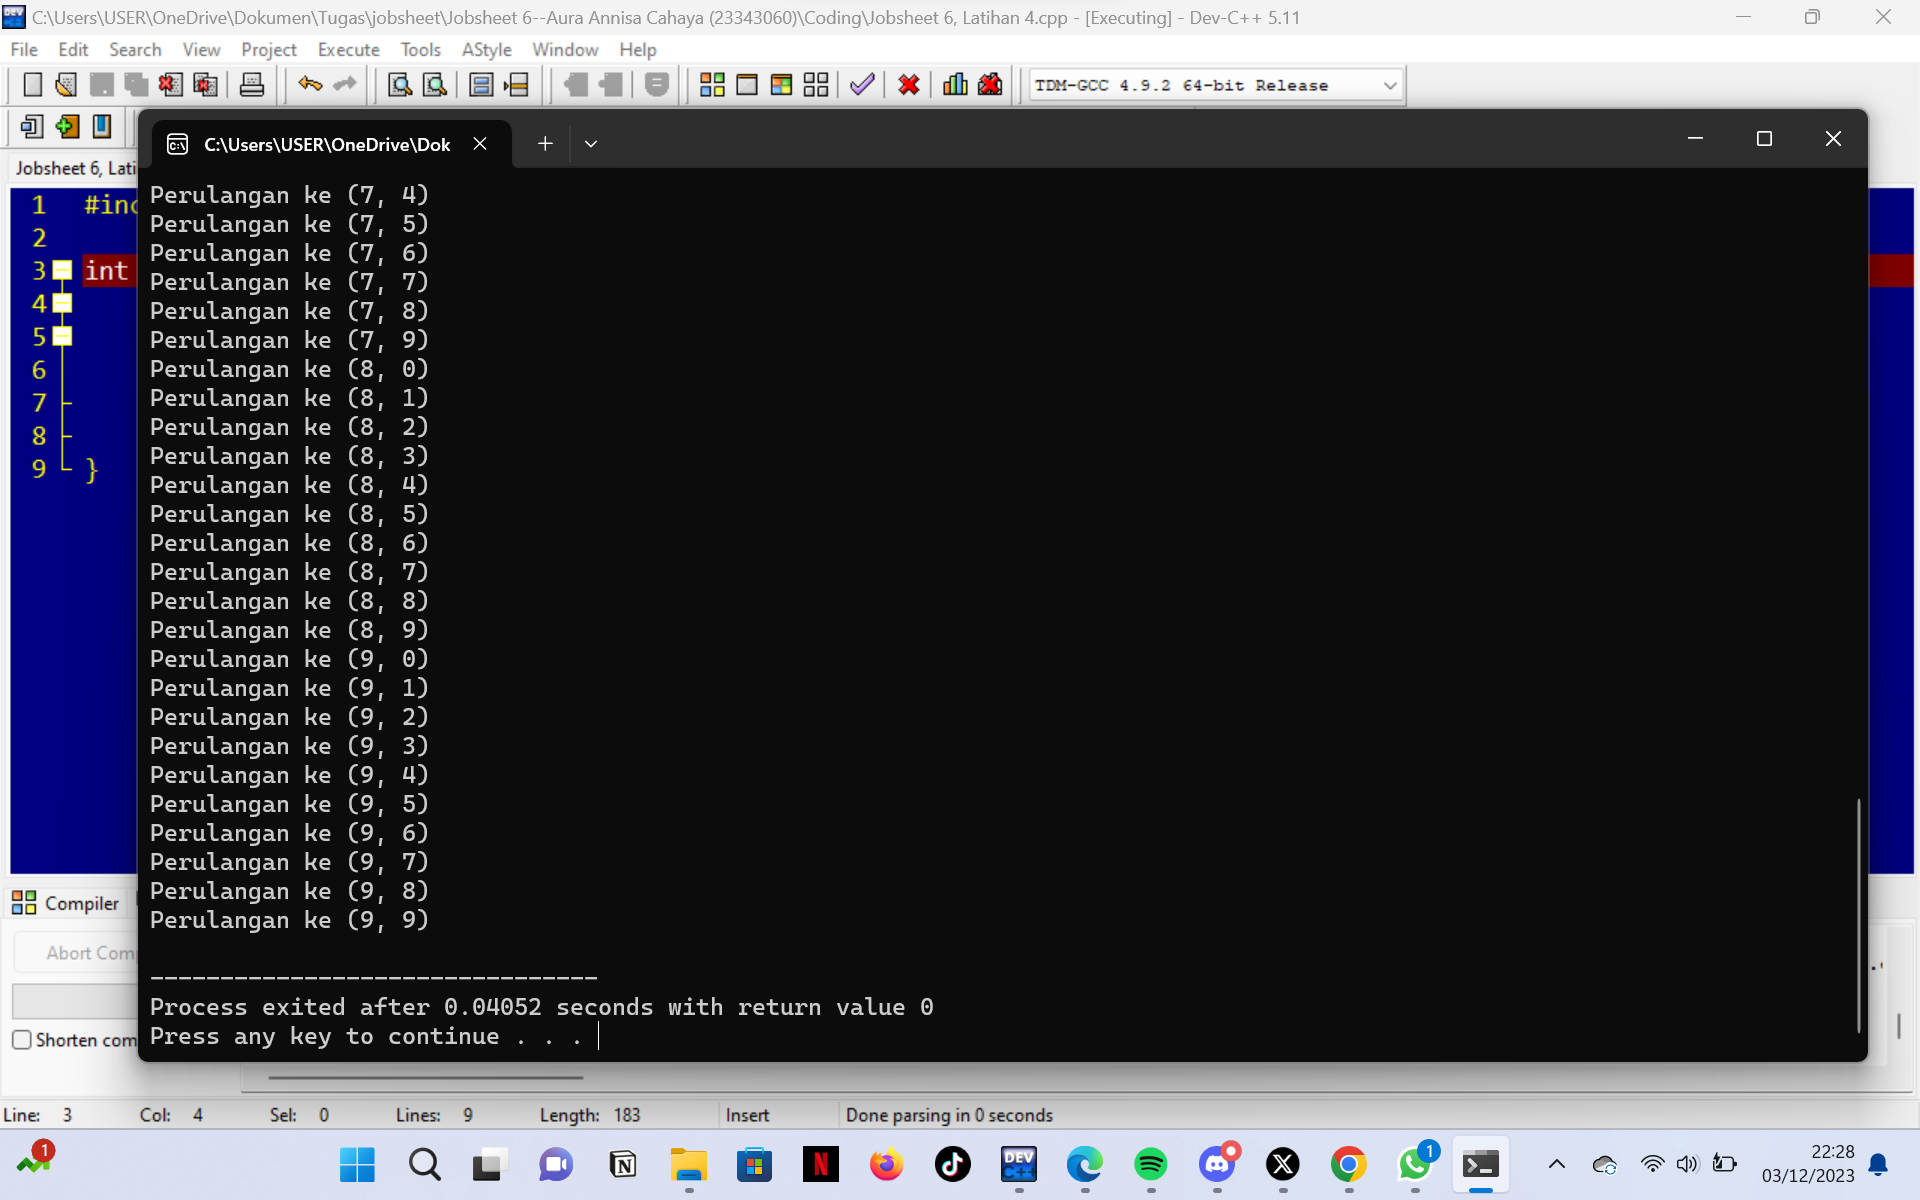 C:\Users\USER\OneDrive\Dokumen\Tugas\jobsheet\Jobsheet 6--Aura Annisa Cahaya (23343060)\Coding\Jobsheet 6, Latihan 4.cpp - [Executing] - Dev-C++ 5.11
File Edit Search View Project Execute Tools AStyle Window Help
TDM-GCC 4.9.2 64-bit Release
C:\Users\USER\OneDrive\Dok
Jobsheet 6, Lati
1 #inc
2
3 int
4
5
6
7
8
9 }
Perulangan ke (7, 4)
Perulangan ke (7, 5)
Perulangan ke (7, 6)
Perulangan ke (7, 7)
Perulangan ke (7, 8)
Perulangan ke (7, 9)
Perulangan ke (8, 0)
Perulangan ke (8, 1)
Perulangan ke (8, 2)
Perulangan ke (8, 3)
Perulangan ke (8, 4)
Perulangan ke (8, 5)
Perulangan ke (8, 6)
Perulangan ke (8, 7)
Perulangan ke (8, 8)
Perulangan ke (8, 9)
Perulangan ke (9, 0)
Perulangan ke (9, 1)
Perulangan ke (9, 2)
Perulangan ke (9, 3)
Perulangan ke (9, 4)
Perulangan ke (9, 5)
Perulangan ke (9, 6)
Perulangan ke (9, 7)
Perulangan ke (9, 8)
Perulangan ke (9, 9)
--------------------------------
Process exited after 0.04052 seconds with return value 0
Press any key to continue . . .
Compiler
Abort Com
Shorten com
Line: 3 Col: 4 Sel: 0 Lines: 9 Length: 183 Insert Done parsing in 0 seconds
1
DEV C++
1
22:28
03/12/2023